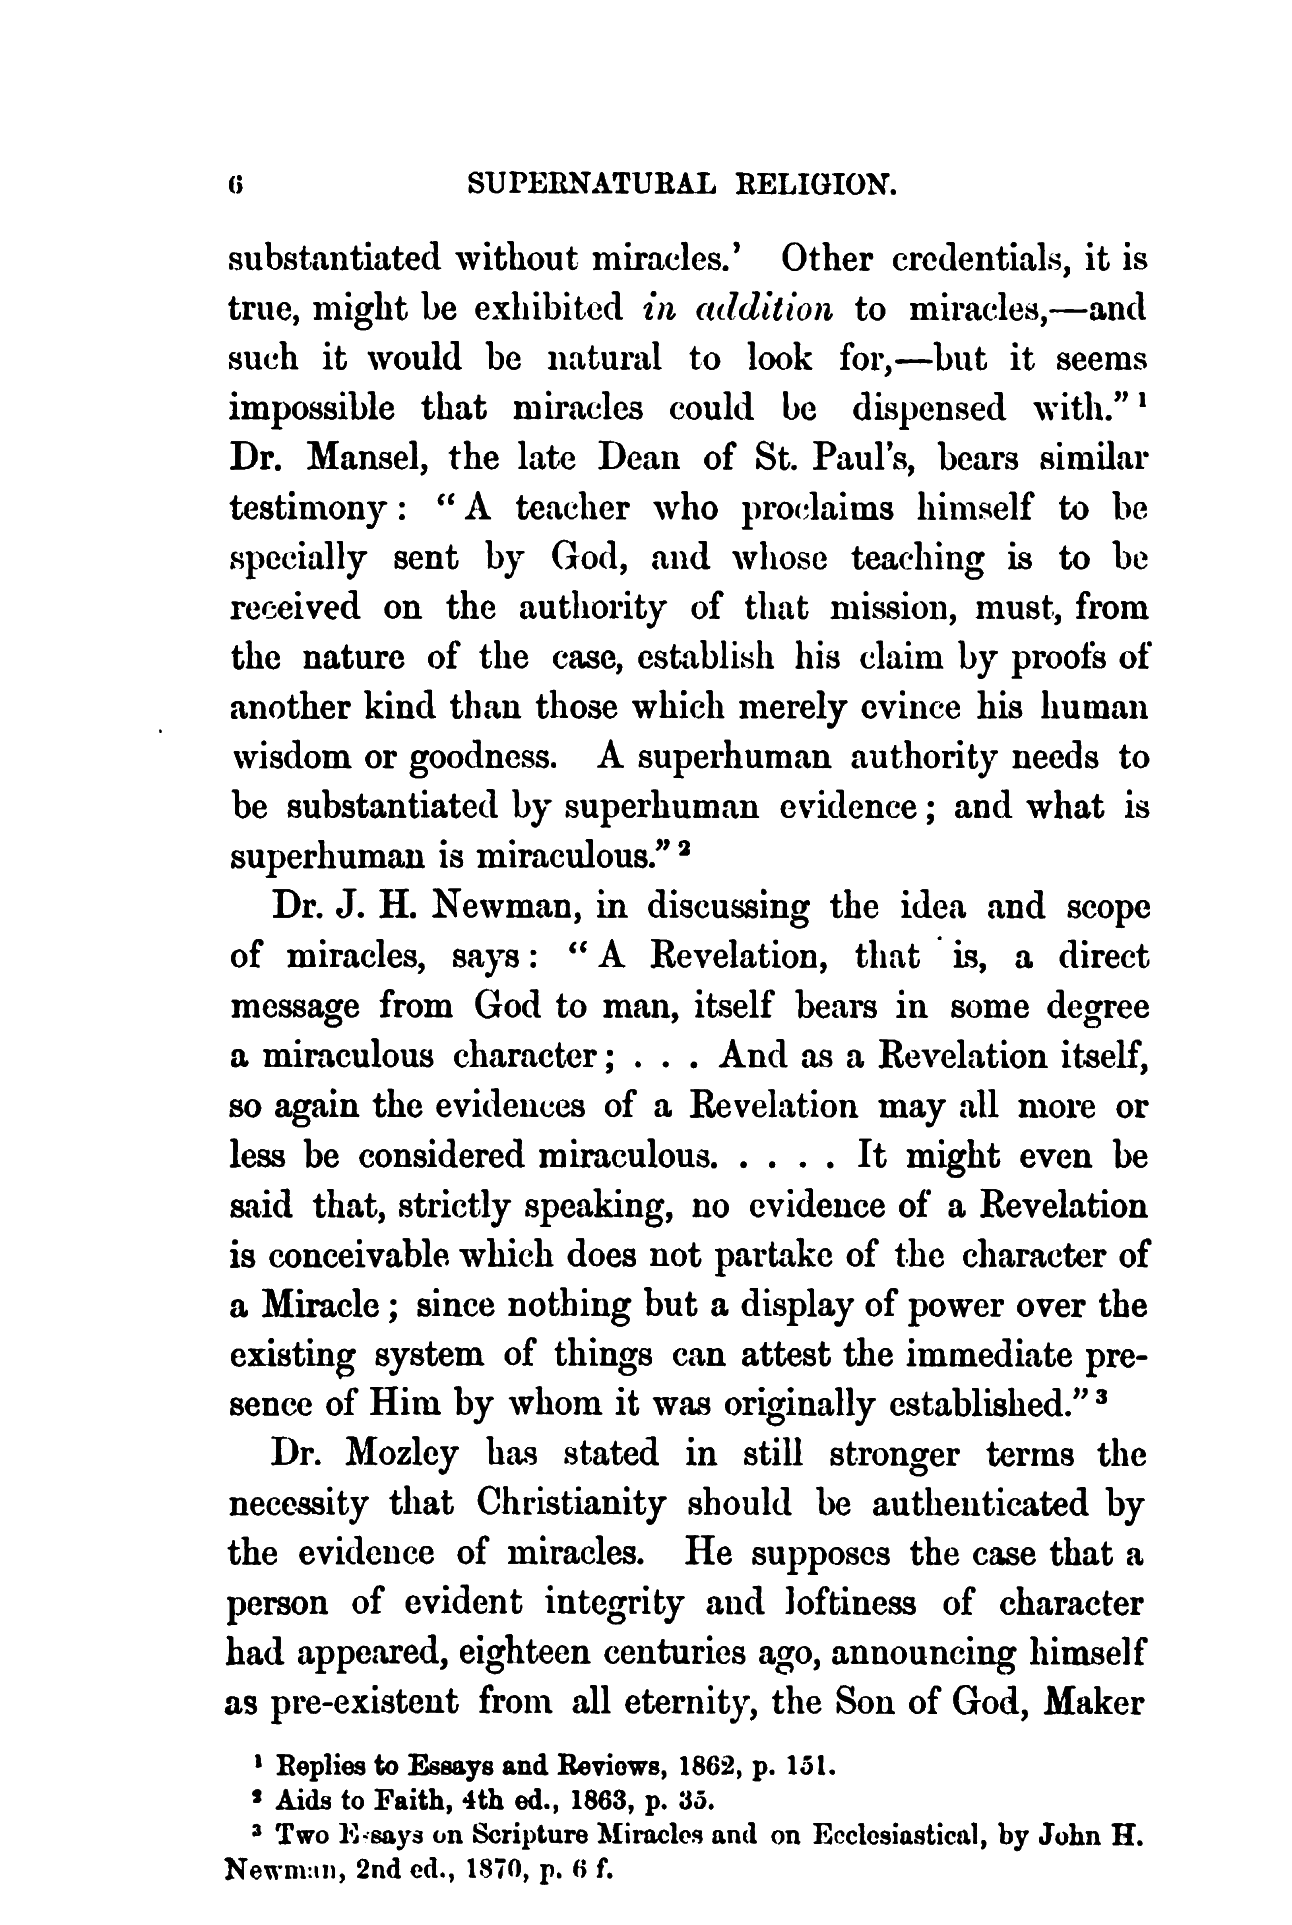 6 SUPERNATURAL RELIGION.
substantiated without miracles.’ Other credentials, it is
true, might be exhibited in addition to miracles,—and
such it would be natural to look for,—but it seems
impossible that miracles could be dispensed with.” 1
Dr. Mansel, the late Dean of St. Paul’s, bears similar
testimony : “ A teacher who proclaims himself to be
specially sent by God, and whose teaching is to be
received on the authority of that mission, must, from
the nature of the case, establish his claim by proofs of
another kind than those which merely evince his human
wisdom or goodness. A superhuman authority needs to
be substantiated by superhuman evidence ; and what is
superhuman is miraculous.” 2
Dr. J. H. Newman, in discussing the idea and scope
of miracles, says : “ A Revelation, that is, a direct
message from God to man, itself bears in some degree
a miraculous character ; . . . And as a Revelation itself,
so again the evidences of a Revelation may all more or
less be considered miraculous. . . . . It might even be
said that, strictly speaking, no evidence of a Revelation
is conceivable which does not partake of the character of
a Miracle ; since nothing but a display of power over the
existing system of things can attest the immediate pre-
sence of Him by whom it was originally established.” 3
Dr. Mozley has stated in still stronger terms the
necessity that Christianity should be authenticated by
the evidence of miracles. He supposes the case that a
person of evident integrity and loftiness of character
had appeared, eighteen centuries ago, announcing himself
as pre-existent from all eternity, the Son of God, Maker
1 Replies to Essays and Reviews, 1862, p. 151.
2 Aids to Faith, 4th ed., 1863, p. 35.
3 Two Essays on Scripture Miracles and on Ecclesiastical, by John H.
Newman, 2nd ed., 1870, p. 6 f.